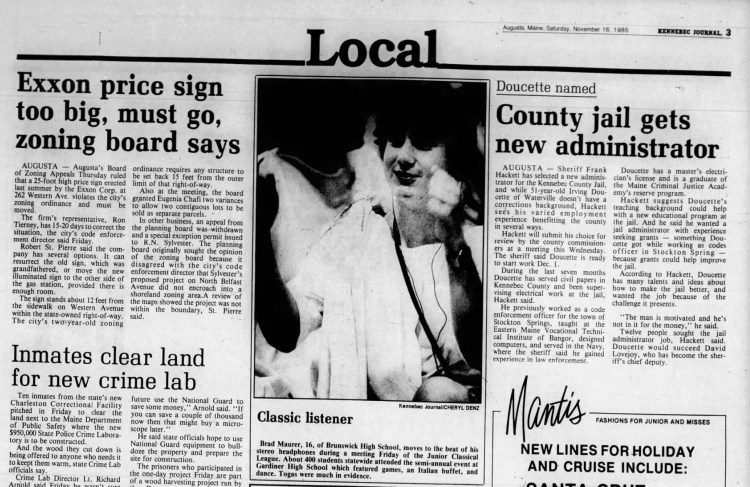 Augusta, Maine, Saturday, November 16, 1985
KENNEBEC JOURNAL, 3
Local
Exxon price sign
too big, must go,
zoning board says
AUGUSTA — Augusta's Board
of Zoning Appeals Thursday ruled
that a 25-foot high price sign erected
last summer by the Exxon Corp. at
262 Western Ave. violates the city's
zoning ordinance and must be
moved.
The firm's representative, Ron
Tierney, has 15-20 days to correct the
situation, the city's code enforce-
ment director said Friday.
Robert St. Pierre said the com-
pany has several options. It can
resurrect the old sign, which was
grandfathered, or move the new
illuminated sign to the other side of
the gas station, provided there is
enough room.
The sign stands about 12 feet from
the sidewalk on Western Avenue
within the state-owned right-of-way.
The city's two-year-old zoning
ordinance requires any structure to
be set back 15 feet from the outer
limit of that right-of-way.
Also at the meeting, the board
granted Eugenia Chafi two variances
to allow two contiguous lots to be
sold as separate parcels.
In other business, an appeal from
the planning board was withdrawn
and a special exception permit issued
to K.N. Sylvester. The planning
board originally sought the opinion
of the zoning board because it
disagreed with the city's code
enforcement director that Sylvester's
proposed project on North Belfast
Avenue did not encroach into a
shoreland zoning area.A review of
the maps showed the project was not
within the boundary, St. Pierre
said.
Inmates clear land
for new crime lab
Ten inmates from the state's new
Charleston Correctional Facility
pitched in Friday to clear the
land next to the Maine Department
of Public Safety where the new
$950,000 State Police Crime Labora-
tory is to be constructed.
And the wood they cut down is
being offered to anyone who needs it
to keep them warm, state Crime Lab
officials say.
Crime Lab Director Lt. Richard
Arnold said Friday he wasn't sure
future use the National Guard to
save some money," Arnold said. "If
you can save a couple of thousand
now then that might buy a micro-
scope later."
He said state officials hope to use
National Guard equipment to bull-
doze the property and prepare the
site for construction.
The prisoners who participated in
the one-day project Friday are part
of a wood harvesting project run by
Kennebec Journal/CHERYL DENZ
Classic listener
Brad Maurer, 16, of Brunswick High School, moves to the beat of his
stereo headphones during a meeting Friday of the Junior Classical
League. About 400 students statewide attended the semi-annual event at
Gardiner High School which featured games, an Italian buffet, and
dance. Togas were much in evidence.
Doucette named
County jail gets
new administrator
AUGUSTA — Sheriff Frank
Hackett has selected a new adminis-
trator for the Kennebec County Jail,
and while 51-year-old Irving Dou-
cette of Waterville doesn't have a
corrections background, Hackett
sees his varied employment
experience benefiting the county
in several ways.
Hackett will submit his choice for
review by the county commission-
ers at a meeting this Wednesday.
The sheriff said Doucette is ready
to start work Dec. 1.
During the last seven months
Doucette has served civil papers in
Kennebec County and been super-
vising electrical work at the jail,
Hackett said.
He previously worked as a code
enforcement officer for the town of
Stockton Springs, taught at the
Eastern Maine Vocational Techni-
cal Institute of Bangor, designed
computers, and served in the Navy,
where the sheriff said he gained
experience in law enforcement.
Doucette has a master's electri-
cian's license and is a graduate of
the Maine Criminal Justice Acad-
emy's reserve program.
Hackett suggests Doucette's
teaching background could help
with a new educational program at
the jail. And he said he wanted a
jail administrator with experience
seeking grants — something Dou-
cette got while working as codes
officer in Stockton Spring —
because grants could help improve
the jail.
According to Hackett, Doucette
has many talents and ideas about
how to make the jail better, and
wanted the job because of the
challenge it presents.
"The man is motivated and he's
not in it for the money," he said.
Twelve people sought the jail
administrator job, Hackett said.
Doucette would succeed David
Lovejoy, who has become the sher-
iff's chief deputy.
Mantis
FASHIONS FOR JUNIOR AND MISSES
NEW LINES FOR HOLIDAY
AND CRUISE INCLUDE:
SANTA CRUZ